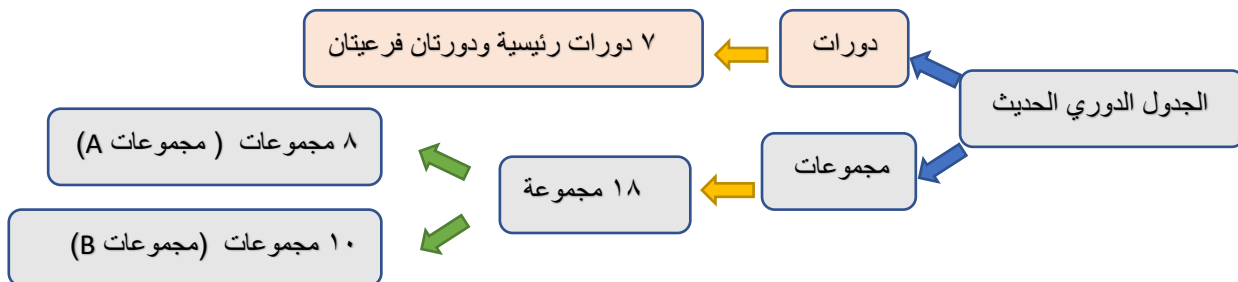 الجدول الدوري الحديث
دورات
٧ دورات رئيسية ودورتان فرعيتان
مجموعات
١٨ مجموعة
٨ مجموعات ( مجموعات A)
١٠ مجموعات (مجموعات B)